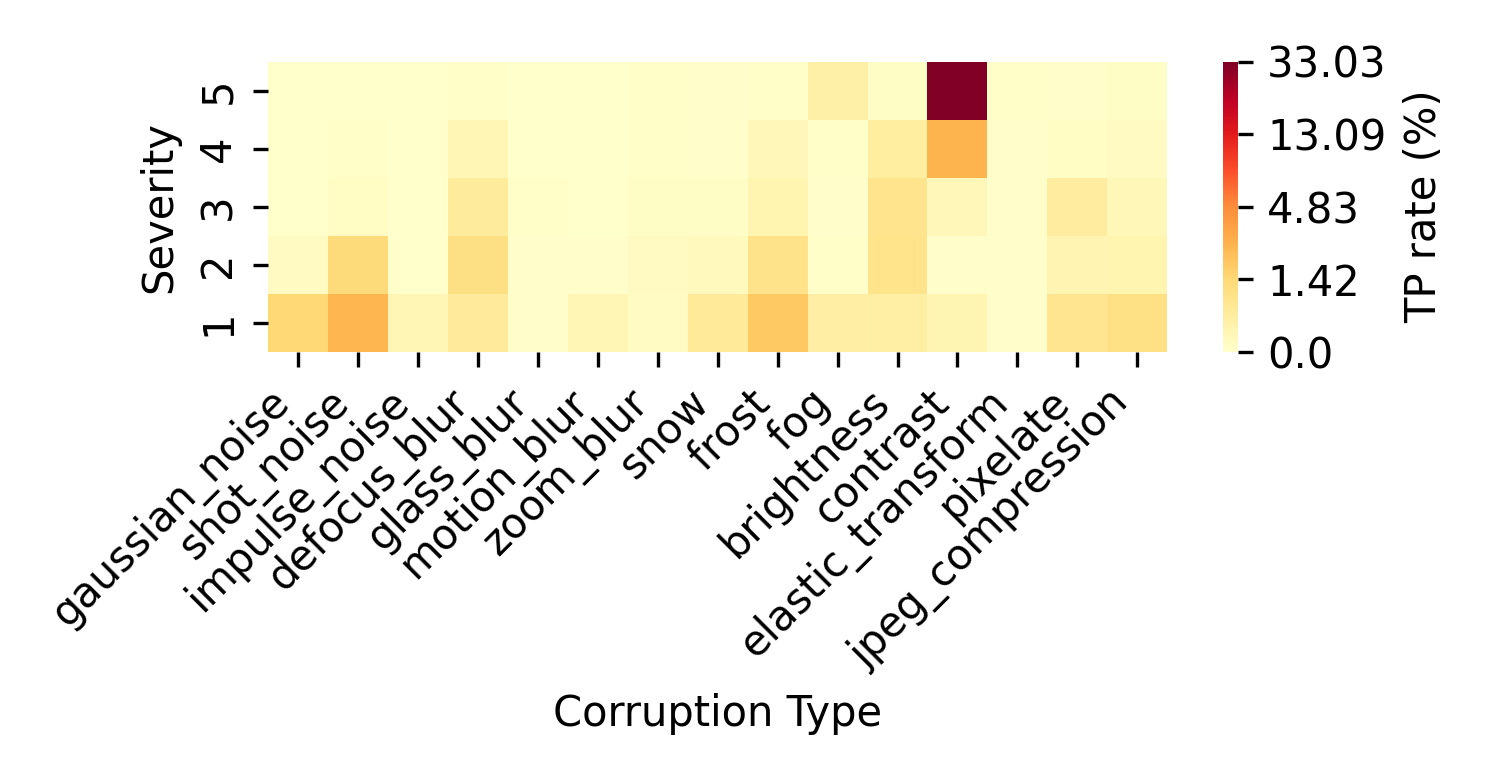 Severity
5
4
3
2
1
gaussian_noise
shot_noise
impulse_noise
defocus_blur
glass_blur
motion_blur
zoom_blur
snow
frost
fog
brightness
contrast
elastic_transform
pixelate
jpeg_compression
Corruption Type
33.03
13.09
4.83
1.42
0.0
TP rate (%)